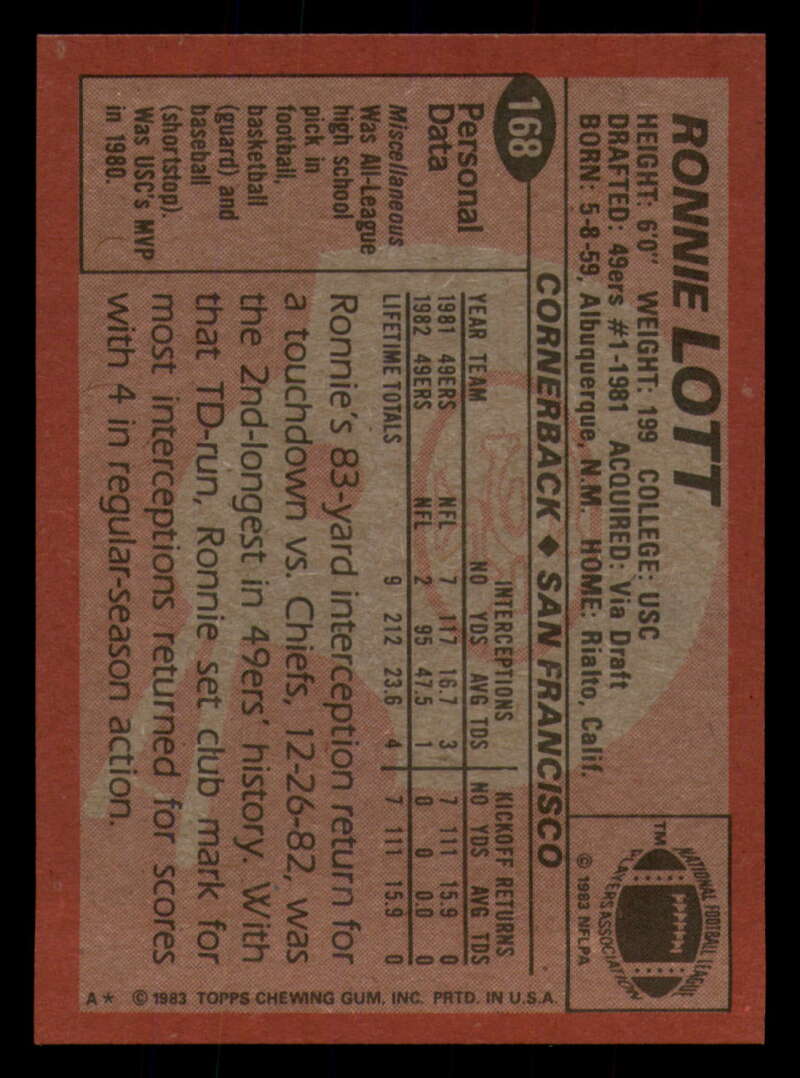 RONNIE LOTT
HEIGHT: 6'0" WEIGHT: 199 COLLEGE: USC
DRAFTED: 49ers #1-1981 ACQUIRED: Via Draft
BORN: 5-8-59, Albuquerque, N.M. HOME: Rialto, Calif.
NATIONAL FOOTBALL LEAGUE
PLAYERS ASSOCIATION
TM
© 1983 NFLPA
168
CORNERBACK ◆ SAN FRANCISCO
Personal
Data
Miscellaneous
Was All-League
high school
pick in
football,
basketball
(guard) and
baseball
(shortstop).
Was USC's MVP
in 1980.
INTERCEPTIONS KICKOFF RETURNS
YEAR TEAM NO YDS AVG TDS NO YDS AVG TDS
1981 49ERS NFL 7 117 16.7 3 7 111 15.9 0
1982 49ERS NFL 2 95 47.5 1 0 0 0.0 0
LIFETIME TOTALS 9 212 23.6 4 7 111 15.9 0
Ronnie's 83-yard interception return for
a touchdown vs. Chiefs, 12-26-82, was
the 2nd-longest in 49ers' history. With
that TD-run, Ronnie set club mark for
most interceptions returned for scores
with 4 in regular-season action.
A* © 1983 TOPPS CHEWING GUM, INC. PRTD. IN U.S.A.